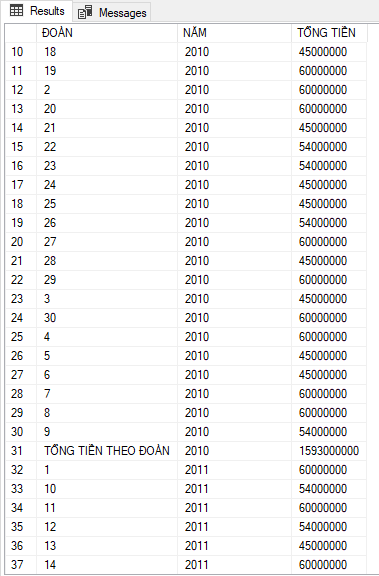 Results Messages
ĐOÀN NĂM TỔNG TIỀN
10 18 2010 45000000
11 19 2010 60000000
12 2 2010 60000000
13 20 2010 60000000
14 21 2010 45000000
15 22 2010 54000000
16 23 2010 54000000
17 24 2010 45000000
18 25 2010 45000000
19 26 2010 54000000
20 27 2010 60000000
21 28 2010 45000000
22 29 2010 60000000
23 3 2010 45000000
24 30 2010 60000000
25 4 2010 60000000
26 5 2010 45000000
27 6 2010 45000000
28 7 2010 60000000
29 8 2010 60000000
30 9 2010 54000000
31 TỔNG TIỀN THEO ĐOÀN 2010 1593000000
32 1 2011 60000000
33 10 2011 54000000
34 11 2011 60000000
35 12 2011 54000000
36 13 2011 45000000
37 14 2011 60000000